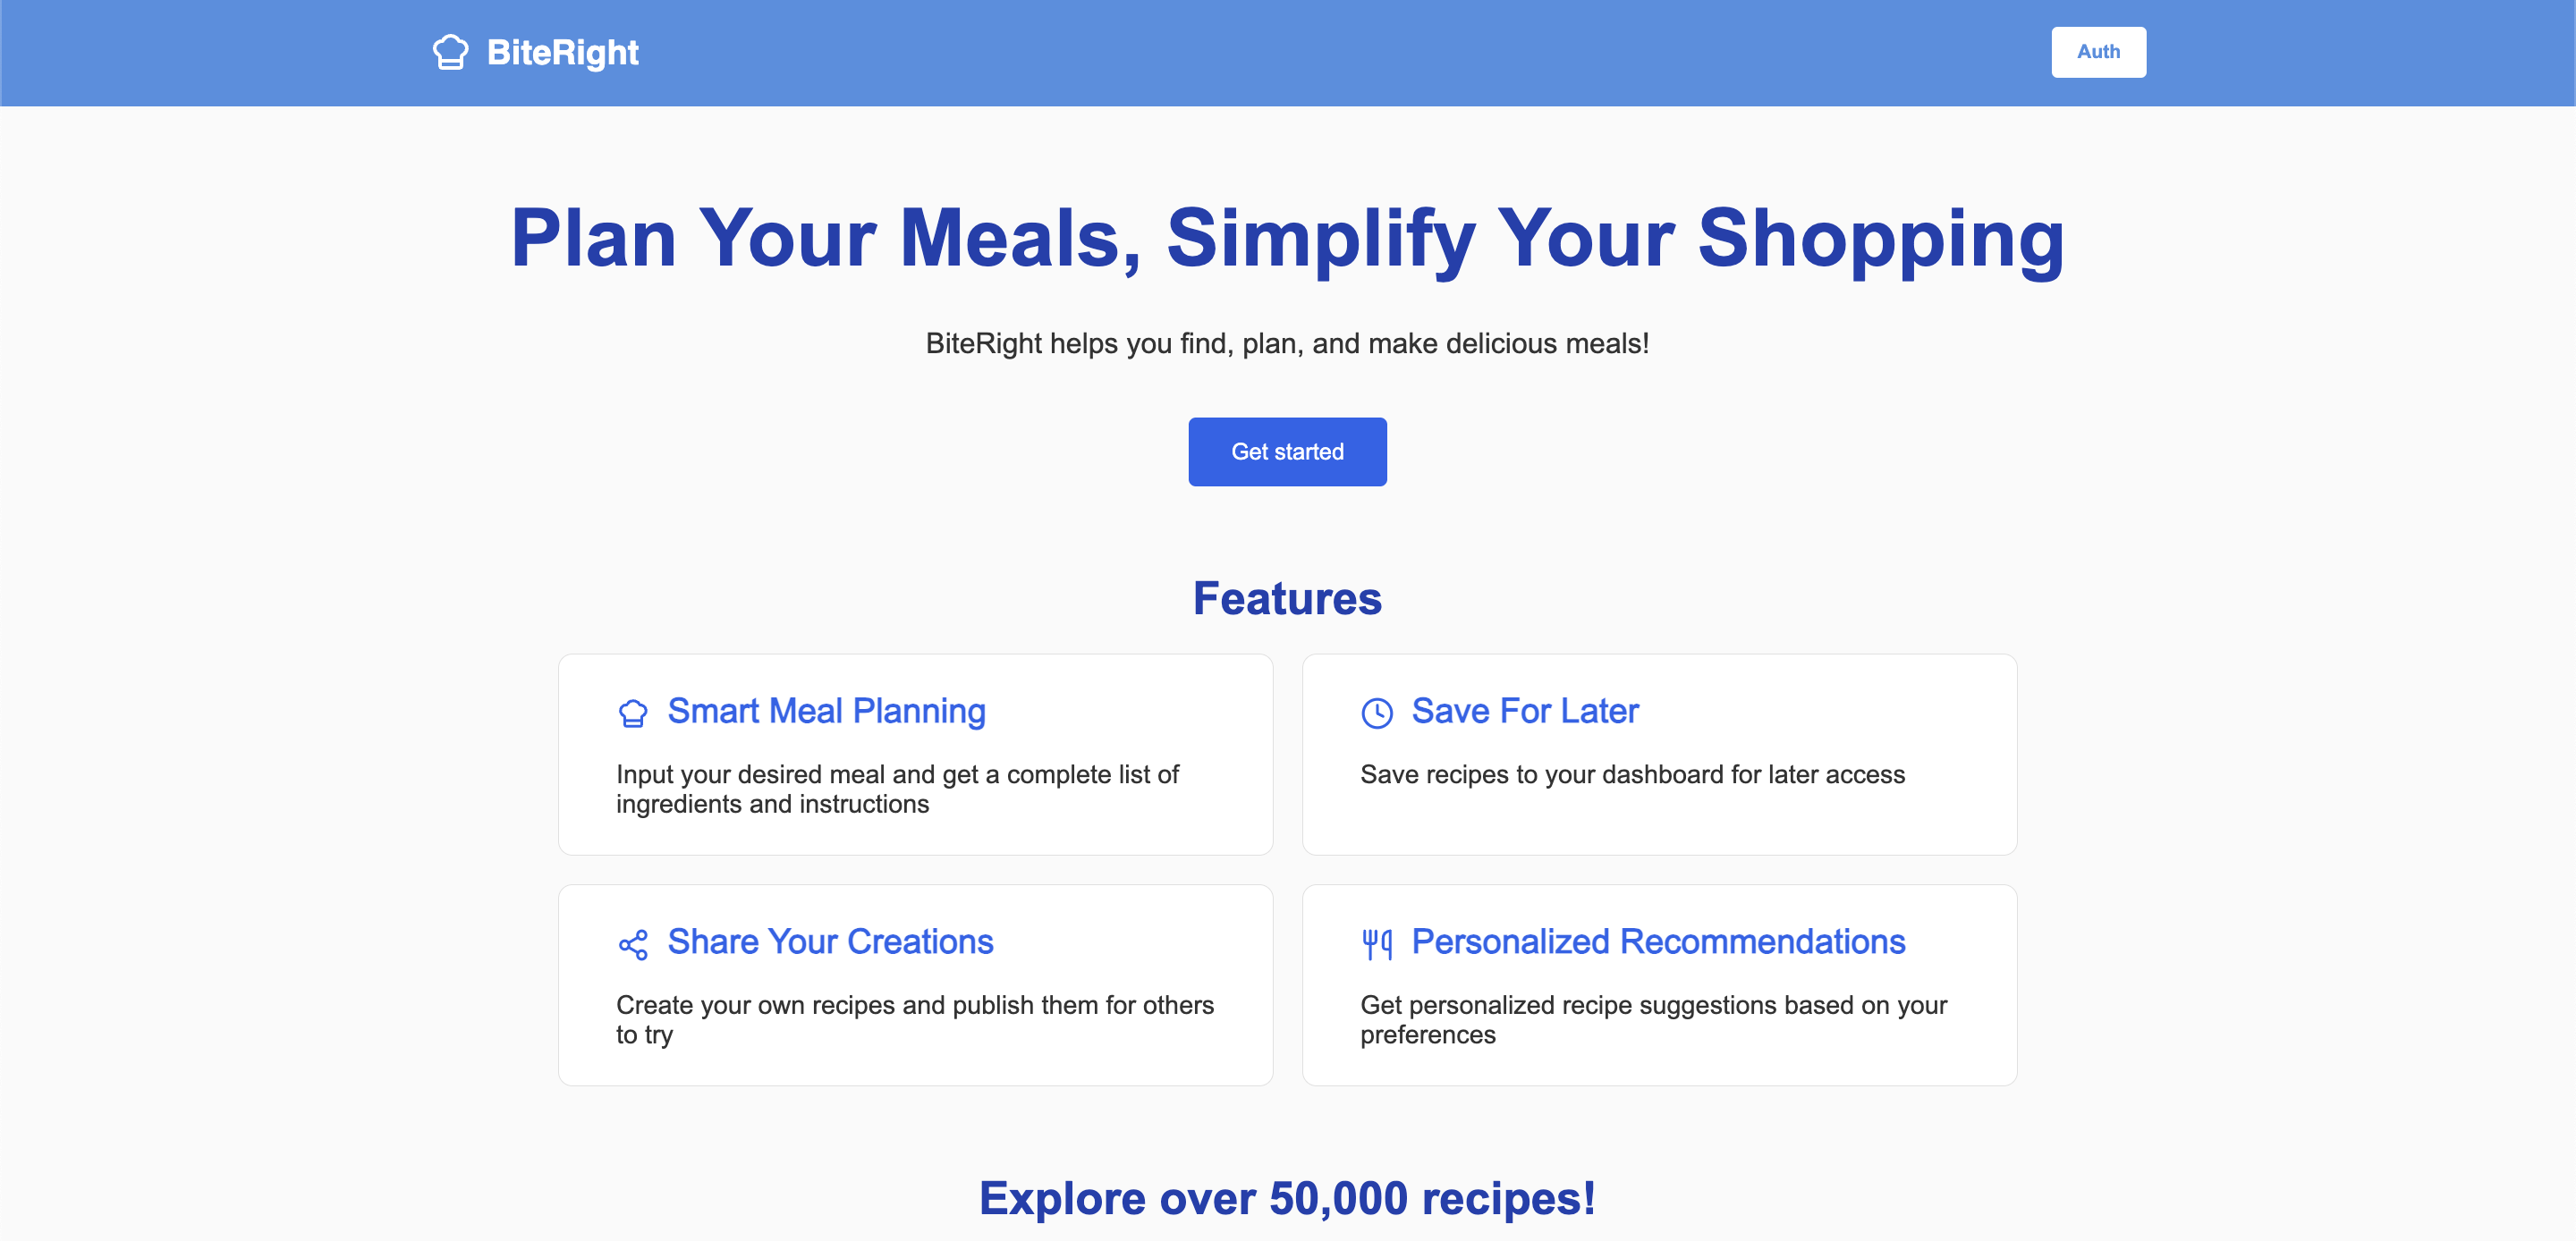 BiteRight
Auth
Plan Your Meals, Simplify Your Shopping
BiteRight helps you find, plan, and make delicious meals!
Get started
Features
Smart Meal Planning
Input your desired meal and get a complete list of
ingredients and instructions
Save For Later
Save recipes to your dashboard for later access
Share Your Creations
Create your own recipes and publish them for others
to try
Personalized Recommendations
Get personalized recipe suggestions based on your
preferences
Explore over 50,000 recipes!